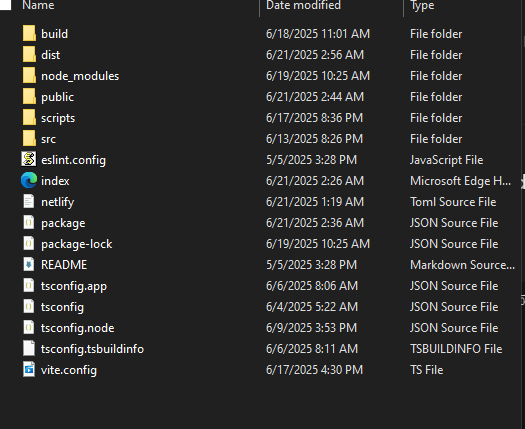 Name Date modified Type
build 6/18/2025 11:01 AM File folder
dist 6/21/2025 2:56 AM File folder
node_modules 6/19/2025 10:25 AM File folder
public 6/21/2025 2:44 AM File folder
scripts 6/17/2025 8:36 PM File folder
src 6/13/2025 8:26 PM File folder
eslint.config 5/5/2025 3:28 PM JavaScript File
index 6/21/2025 2:26 AM Microsoft Edge H...
netlify 6/21/2025 1:19 AM Toml Source File
package 6/21/2025 2:36 AM JSON Source File
package-lock 6/19/2025 10:25 AM JSON Source File
README 5/5/2025 3:28 PM Markdown Source...
tsconfig.app 6/6/2025 8:06 AM JSON Source File
tsconfig 6/4/2025 5:22 AM JSON Source File
tsconfig.node 6/9/2025 3:53 PM JSON Source File
tsconfig.tsbuildinfo 6/6/2025 8:11 AM TSBUILDINFO File
vite.config 6/17/2025 4:30 PM TS File